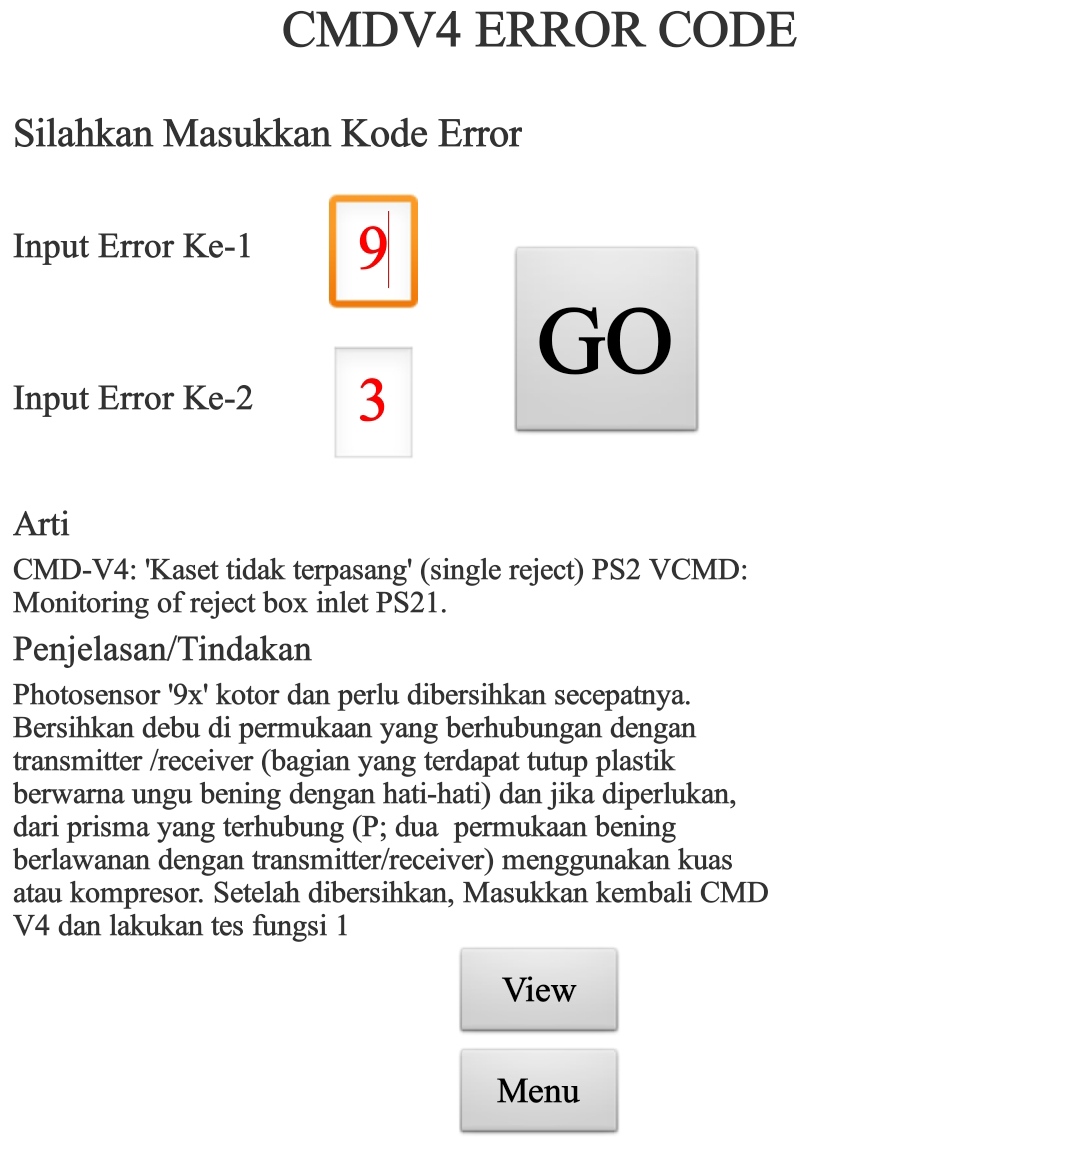 CMDV4 ERROR CODE
Silahkan Masukkan Kode Error
Input Error Ke-1
9
GO
Input Error Ke-2
3
Arti
CMD-V4: 'Kaset tidak terpasang' (single reject) PS2 VCMD:
Monitoring of reject box inlet PS21.
Penjelasan/Tindakan
Photosensor '9x' kotor dan perlu dibersihkan secepatnya.
Bersihkan debu di permukaan yang berhubungan dengan
transmitter /receiver (bagian yang terdapat tutup plastik
berwarna ungu bening dengan hati-hati) dan jika diperlukan,
dari prisma yang terhubung (P; dua  permukaan bening
berlawanan dengan transmitter/receiver) menggunakan kuas
atau kompresor. Setelah dibersihkan, Masukkan kembali CMD
V4 dan lakukan tes fungsi 1
View
Menu